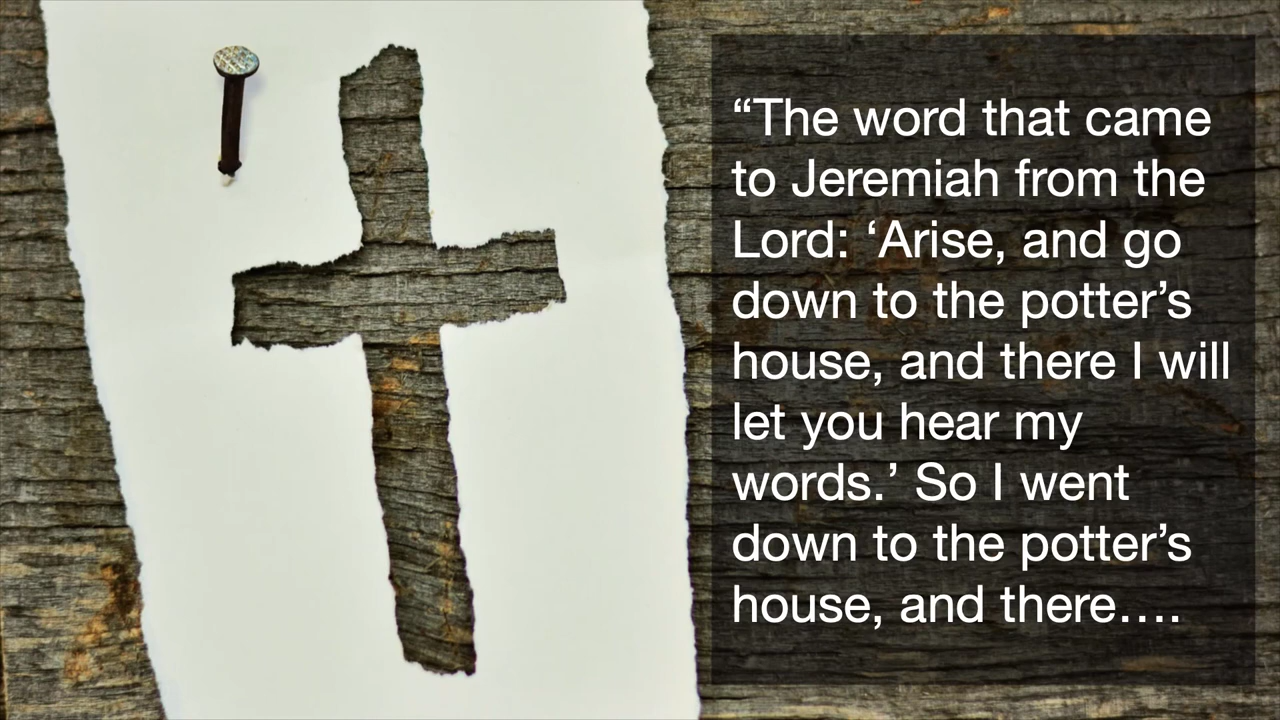 “The word that came
to Jeremiah from the
Lord: ‘Arise, and go
down to the potter’s
house, and there I will
let you hear my
words.’ So I went
down to the potter’s
house, and there….